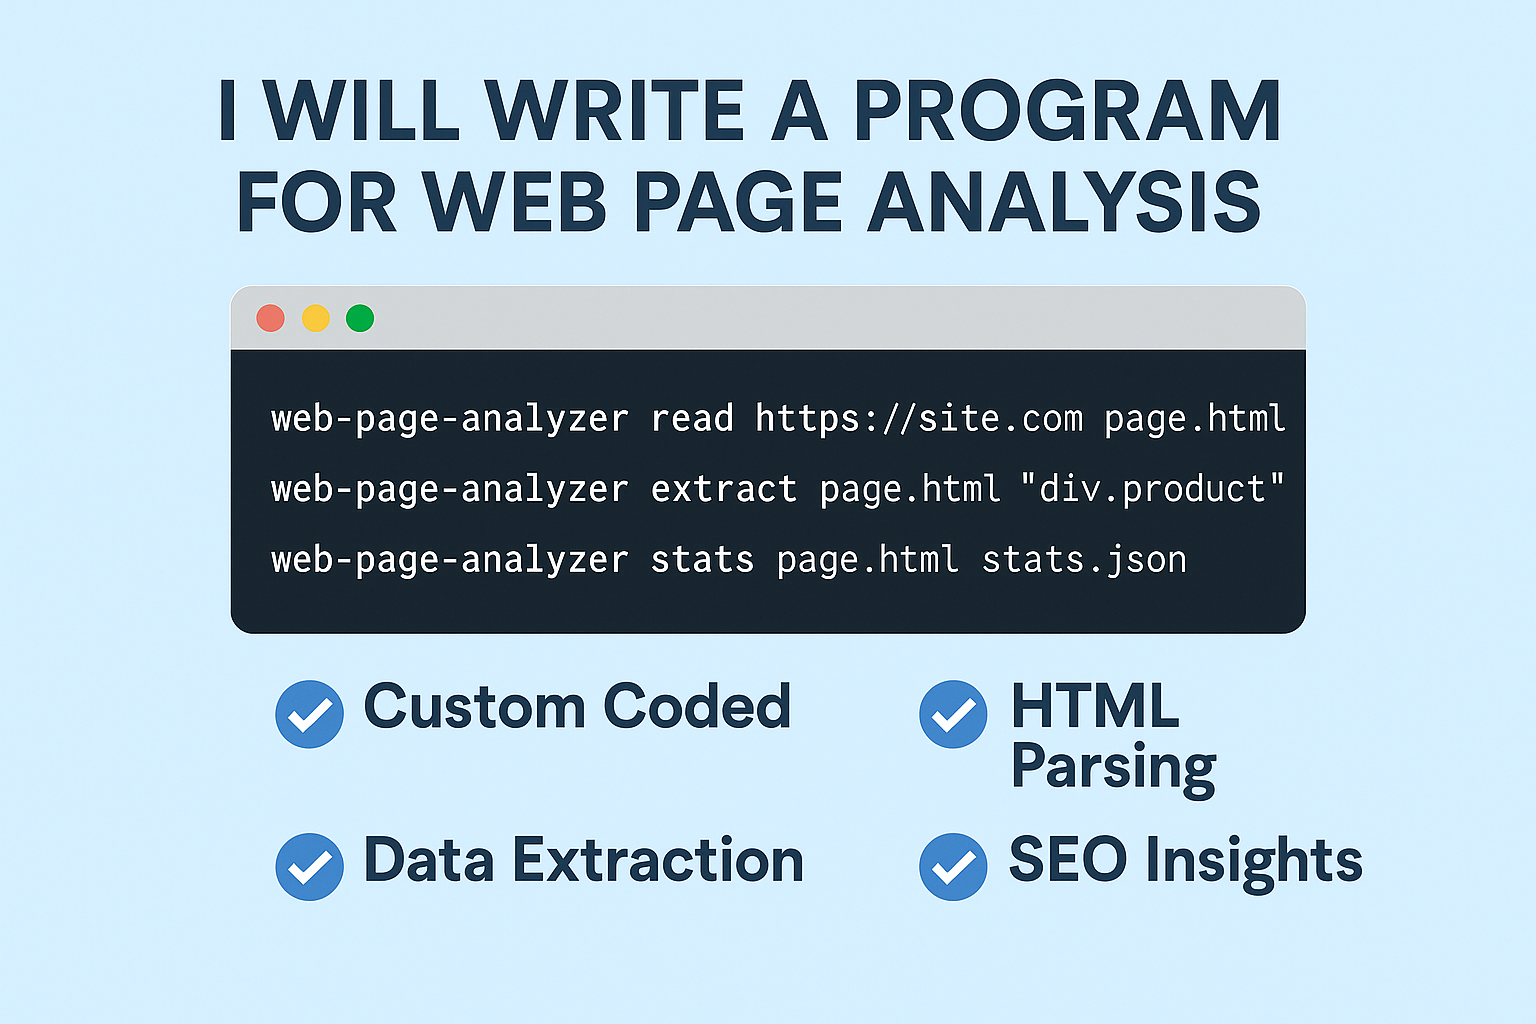 I WILL WRITE A PROGRAM
FOR WEB PAGE ANALYSIS
web-page-analyzer read https://site.com page.html
web-page-analyzer extract page.html "div.product"
web-page-analyzer stats page.html stats.json
Custom Coded
HTML
Parsing
Data Extraction
SEO Insights